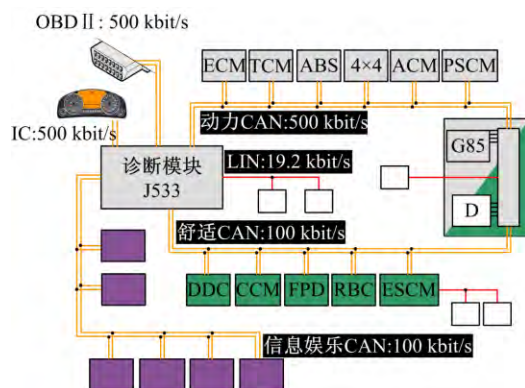 OBD Ⅱ: 500 kbit/s
IC:500 kbit/s
ECM
TCM
ABS
4×4
ACM
PSCM
动力CAN:500 kbit/s
诊断模块
J533
LIN:19.2 kbit/s
G85
D
舒适CAN:100 kbit/s
DDC
CCM
FPD
RBC
ESCM
信息娱乐CAN:100 kbit/s